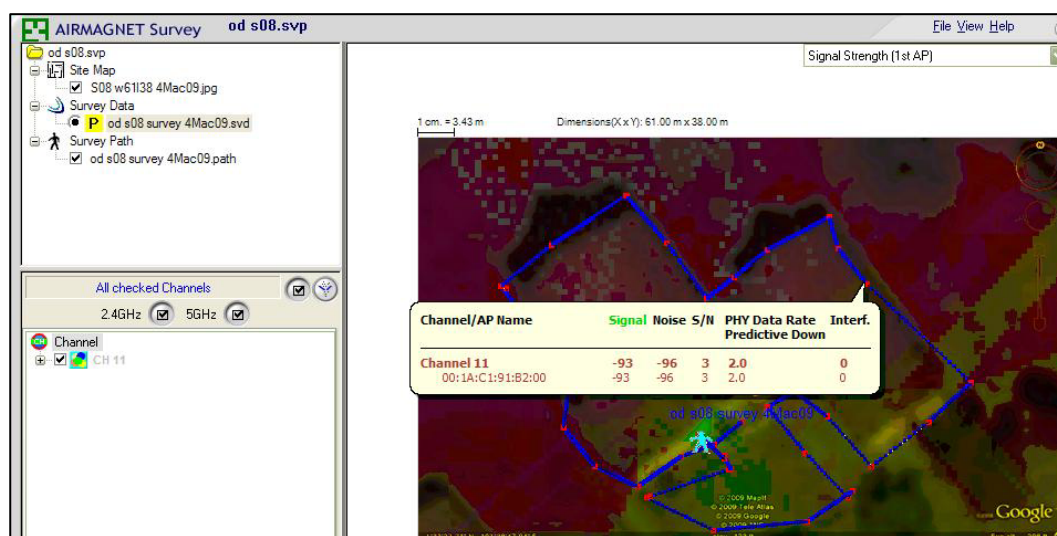 AIRMAGNET Survey od s08.svp
File View Help
od s08.svp
Site Map
S08 w61l38 4Mac09.jpg
Survey Data
P od s08 survey 4Mac09.svd
Survey Path
od s08 survey 4Mac09.path
All checked Channels
2.4GHz 5GHz
CH Channel
CH 11
Signal Strength (1st AP)
1 cm. = 3.43 m Dimensions(X x Y): 61.00 m x 38.00 m
Channel/AP Name Signal Noise S/N PHY Data Rate Interf.
Predictive Down
Channel 11 -93 -96 3 2.0 0
00:1A:C1:91:B2:00 -93 -96 3 2.0 0
od s08 survey 4Mac09
© 2009 Tele Atlas
© 2009 Google
Google